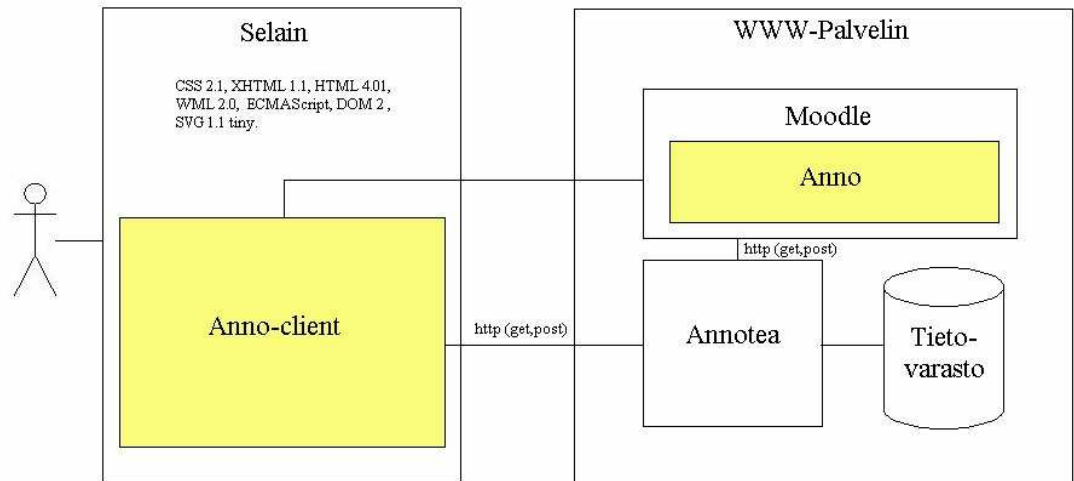 Selain
CSS 2.1, XHTML 1.1, HTML 4.01,
WML 2.0, ECMAScript, DOM 2 ,
SVG 1.1 tiny.
Anno-client
http (get,post)
WWW-Palvelin
Moodle
Anno
http (get,post)
Annotea
Tieto-
varasto